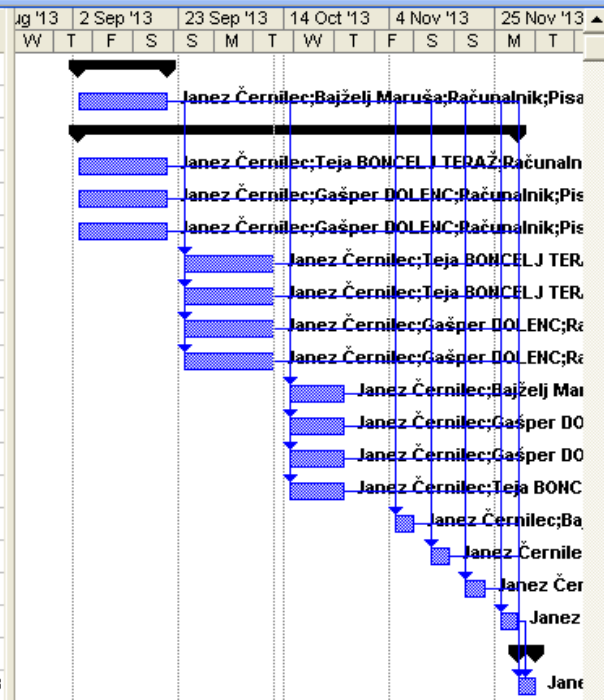 ug '13 2 Sep '13 23 Sep '13 14 Oct '13 4 Nov '13 25 Nov '13
W T F S S M T W T F S S M T
Janez Černilec;Bajželj Maruša;Računalnik;Pisa
Janez Černilec;Teja BONCELJ TERAŽ;Računaln
Janez Černilec;Gašper DOLENC;Računalnik;Pis
Janez Černilec;Gašper DOLENC;Računalnik;Pis
Janez Černilec;Teja BONCELJ TER
Janez Černilec;Teja BONCELJ TER
Janez Černilec;Gašper DOLENC;Ra
Janez Černilec;Gašper DOLENC;Ra
Janez Černilec;Bajželj Mar
Janez Černilec;Gašper DO
Janez Černilec;Gašper DO
Janez Černilec;Teja BONC
Janez Černilec;Baj
Janez Černile
Janez Čer
Janez
Jane